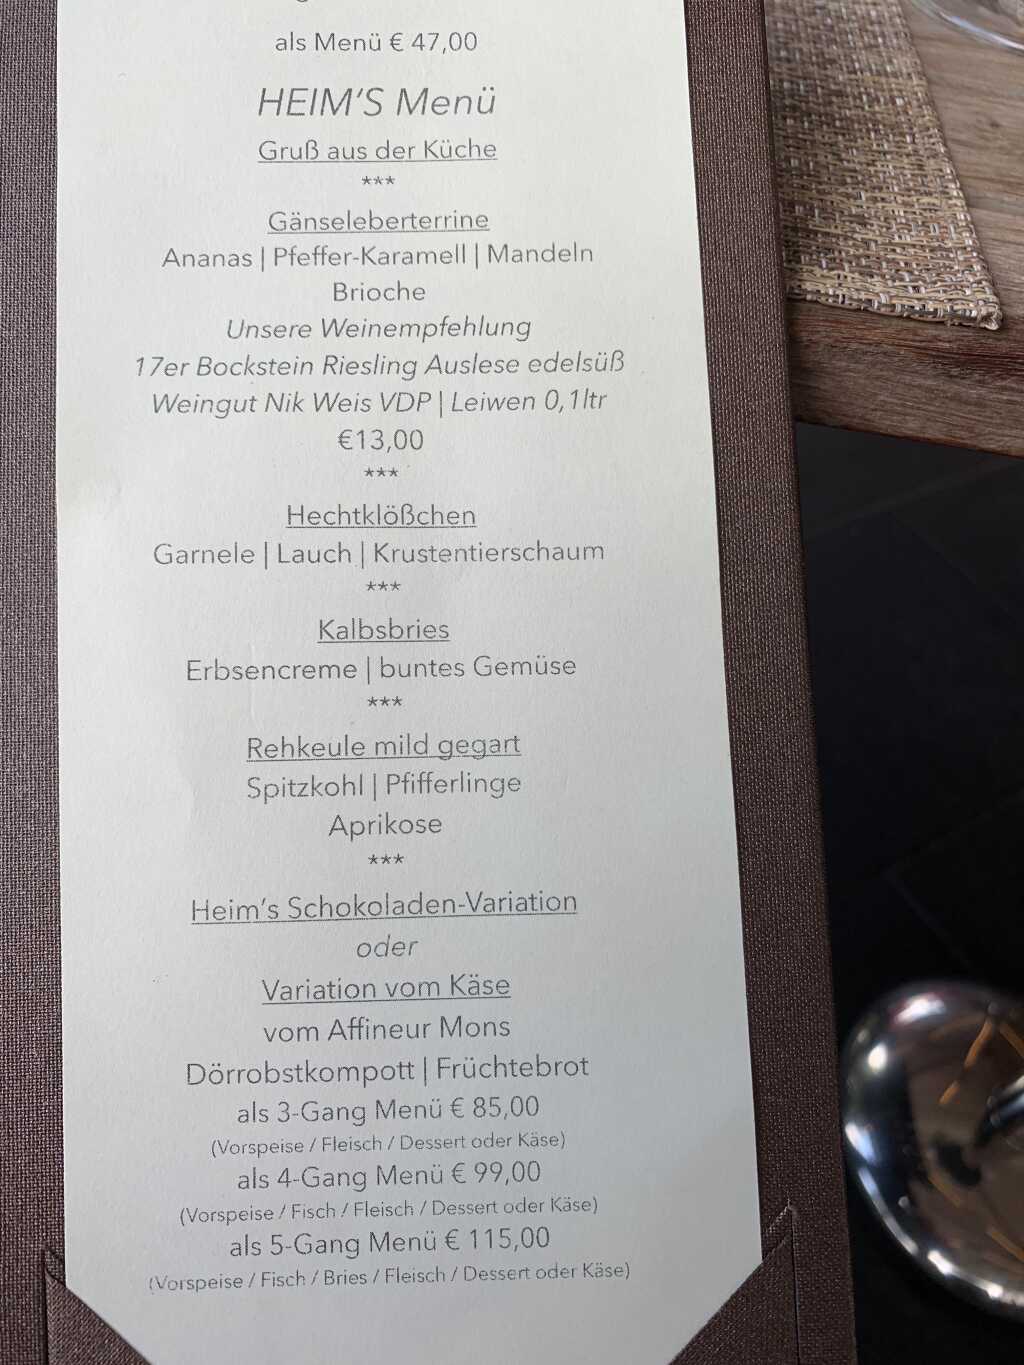 als Menü € 47,00
HEIM'S Menü
Gruß aus der Küche
***
Gänseleberterrine
Ananas | Pfeffer-Karamell | Mandeln
Brioche
Unsere Weinempfehlung
17er Bockstein Riesling Auslese edelsüß
Weingut Nik Weis VDP | Leiwen 0,1ltr
€13,00
***
Hechtklößchen
Garnele | Lauch | Krustentierschaum
***
Kalbsbries
Erbsencreme | buntes Gemüse
***
Rehkeule mild gegart
Spitzkohl | Pfifferlinge
Aprikose
***
Heim's Schokoladen-Variation
oder
Variation vom Käse
vom Affineur Mons
Dörrobstkompott | Früchtebrot
als 3-Gang Menü € 85,00
(Vorspeise / Fleisch / Dessert oder Käse)
als 4-Gang Menü € 99,00
(Vorspeise / Fisch / Fleisch / Dessert oder Käse)
als 5-Gang Menü € 115,00
(Vorspeise / Fisch / Bries / Fleisch / Dessert oder Käse)